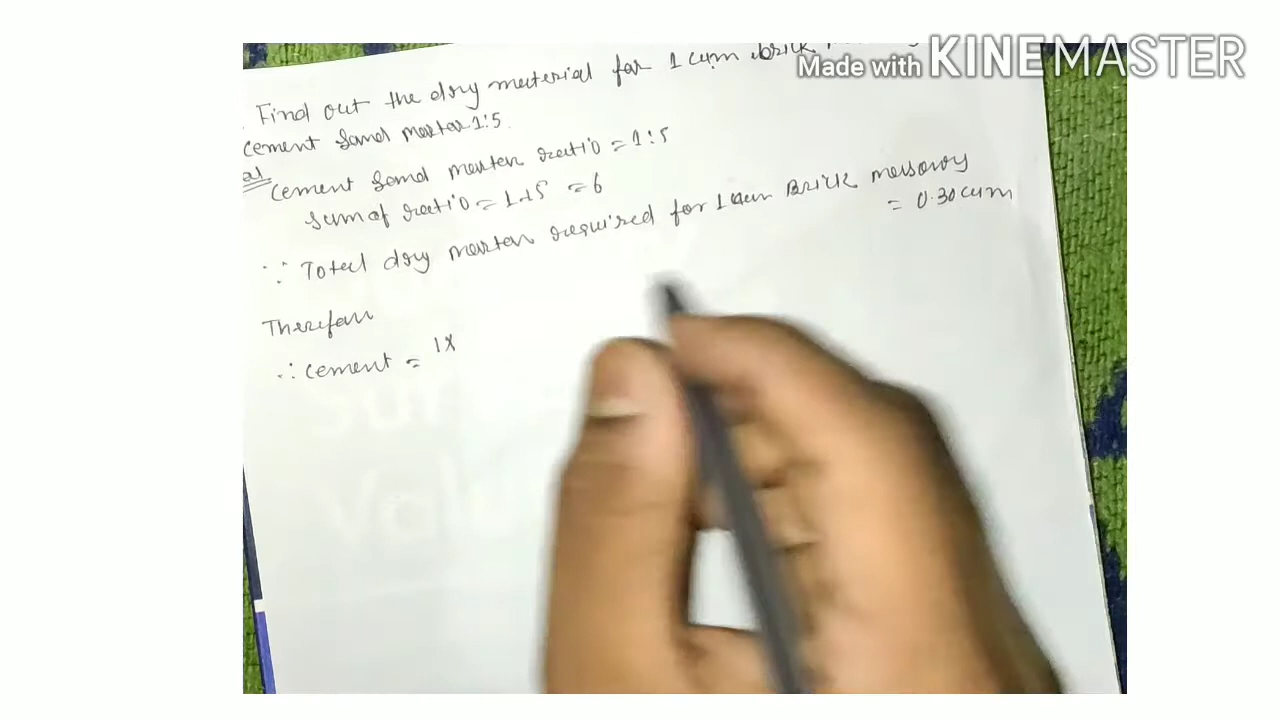 Made with KINEMASTER
Find out the dry material for 1 cum brick
cement sand morter 1:5.
cement sand morter ratio = 1:5
Sum of ratio = 1+5 = 6
∵ Total dry morter required for 1 cum Brick mesonry
= 0.30 cum
Therefore
∴ cement = 1X